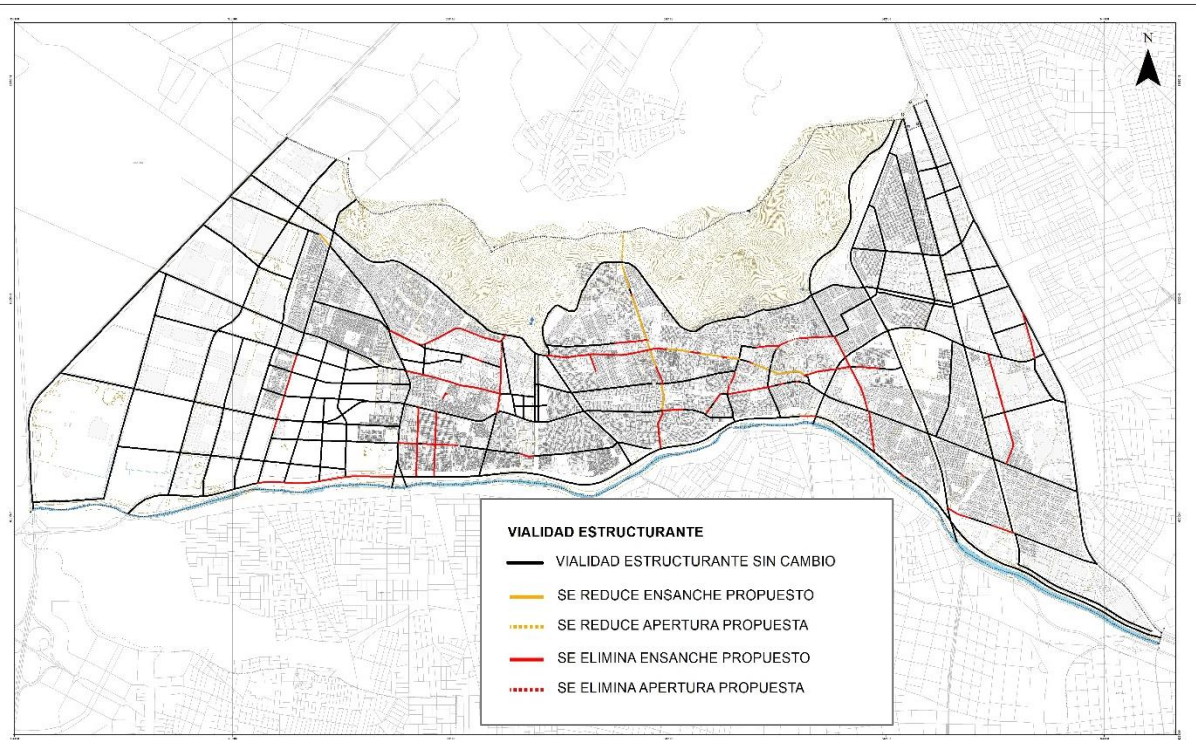 N
VIALIDAD ESTRUCTURANTE
VIALIDAD ESTRUCTURANTE SIN CAMBIO
SE REDUCE ENSANCHE PROPUESTO
SE REDUCE APERTURA PROPUESTA
SE ELIMINA ENSANCHE PROPUESTO
SE ELIMINA APERTURA PROPUESTA